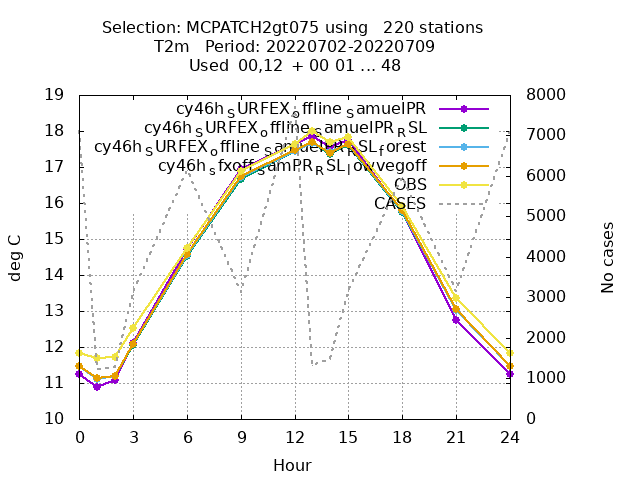 Selection: MCPATCH2gt075 using   220 stations
T2m   Period: 20220702-20220709
Used  00,12  + 00 01 ... 48
cy46h_SURFEX_offline_samuelPR
cy46h_SURFEX_offline_samuelPR_RSL
cy46h_SURFEX_offline_samuelPR_RSL_forest
cy46h_sfxoff_SamPR_RSL_lowvegoff
OBS
CASES
19
18
17
16
15
14
13
12
11
10
8000
7000
6000
5000
4000
3000
2000
1000
0
deg C
No cases
0 3 6 9 12 15 18 21 24
Hour